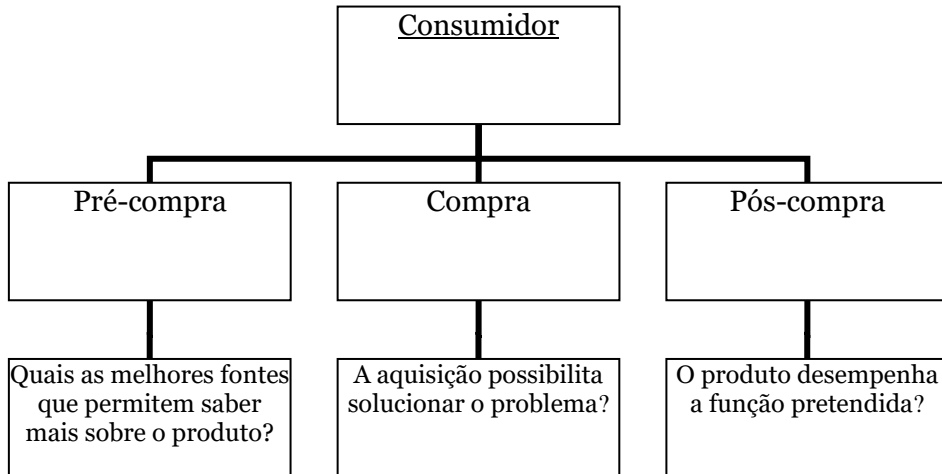 Consumidor
Pré-compra
Compra
Pós-compra
Quais as melhores fontes
que permitem saber
mais sobre o produto?
A aquisição possibilita
solucionar o problema?
O produto desempenha
a função pretendida?